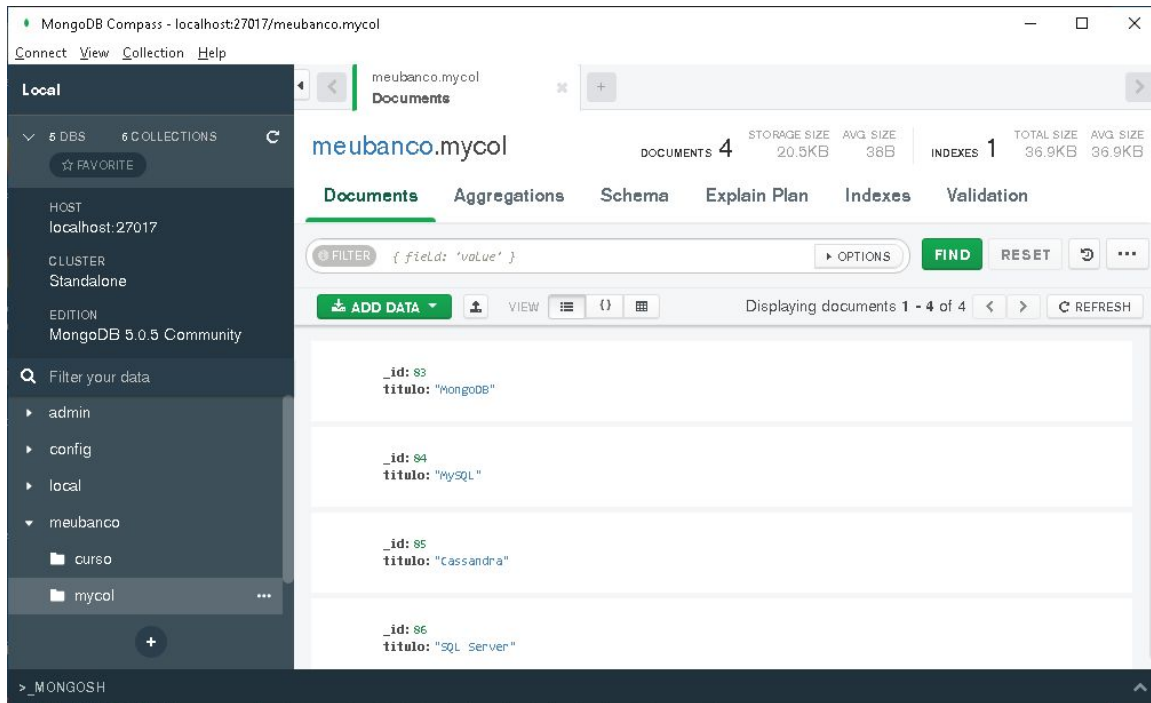 MongoDB Compass - localhost:27017/meubanco.mycol
Connect View Collection Help
Local
5 DBS 6 COLLECTIONS
FAVORITE
HOST
localhost:27017
CLUSTER
Standalone
EDITION
MongoDB 5.0.5 Community
Filter your data
admin
config
local
meubanco
curso
mycol
>_MONGOSH
meubanco.mycol
Documents
meubanco.mycol
DOCUMENTS 4
STORAGE SIZE 20.5KB
AVG SIZE 38B
INDEXES 1
TOTAL SIZE 36.9KB
AVG SIZE 36.9KB
Documents Aggregations Schema Explain Plan Indexes Validation
FILTER { field: 'value' } OPTIONS FIND RESET
ADD DATA VIEW {} Displaying documents 1 - 4 of 4 REFRESH
_id: 83
titulo: "MongoDB"
_id: 84
titulo: "MySQL"
_id: 85
titulo: "Cassandra"
_id: 86
titulo: "SQL Server"